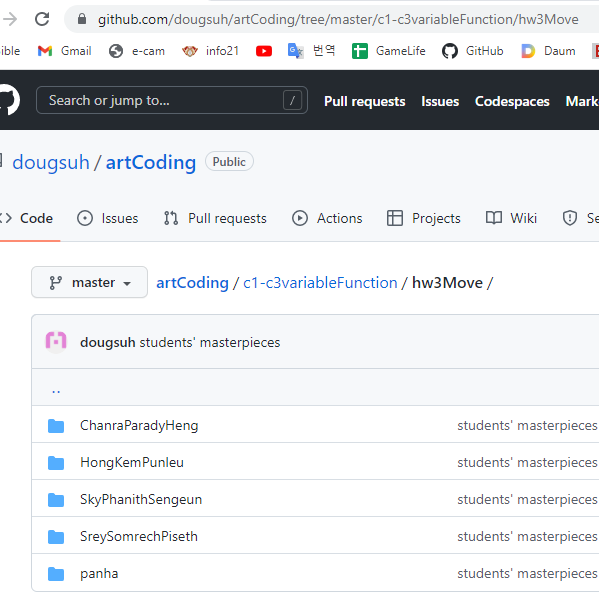 github.com/dougsuh/artCoding/tree/master/c1-c3variableFunction/hw3Move
ible Gmail e-cam info21 번역 GameLife GitHub Daum
Search or jump to... / Pull requests Issues Codespaces Mark
dougsuh / artCoding Public
Code Issues Pull requests Actions Projects Wiki Se
master artCoding / c1-c3variableFunction / hw3Move /
dougsuh students' masterpieces
..
ChanraParadyHeng students' masterpieces
HongKemPunleu students' masterpieces
SkyPhanithSengeun students' masterpieces
SreySomrechPiseth students' masterpieces
panha students' masterpieces